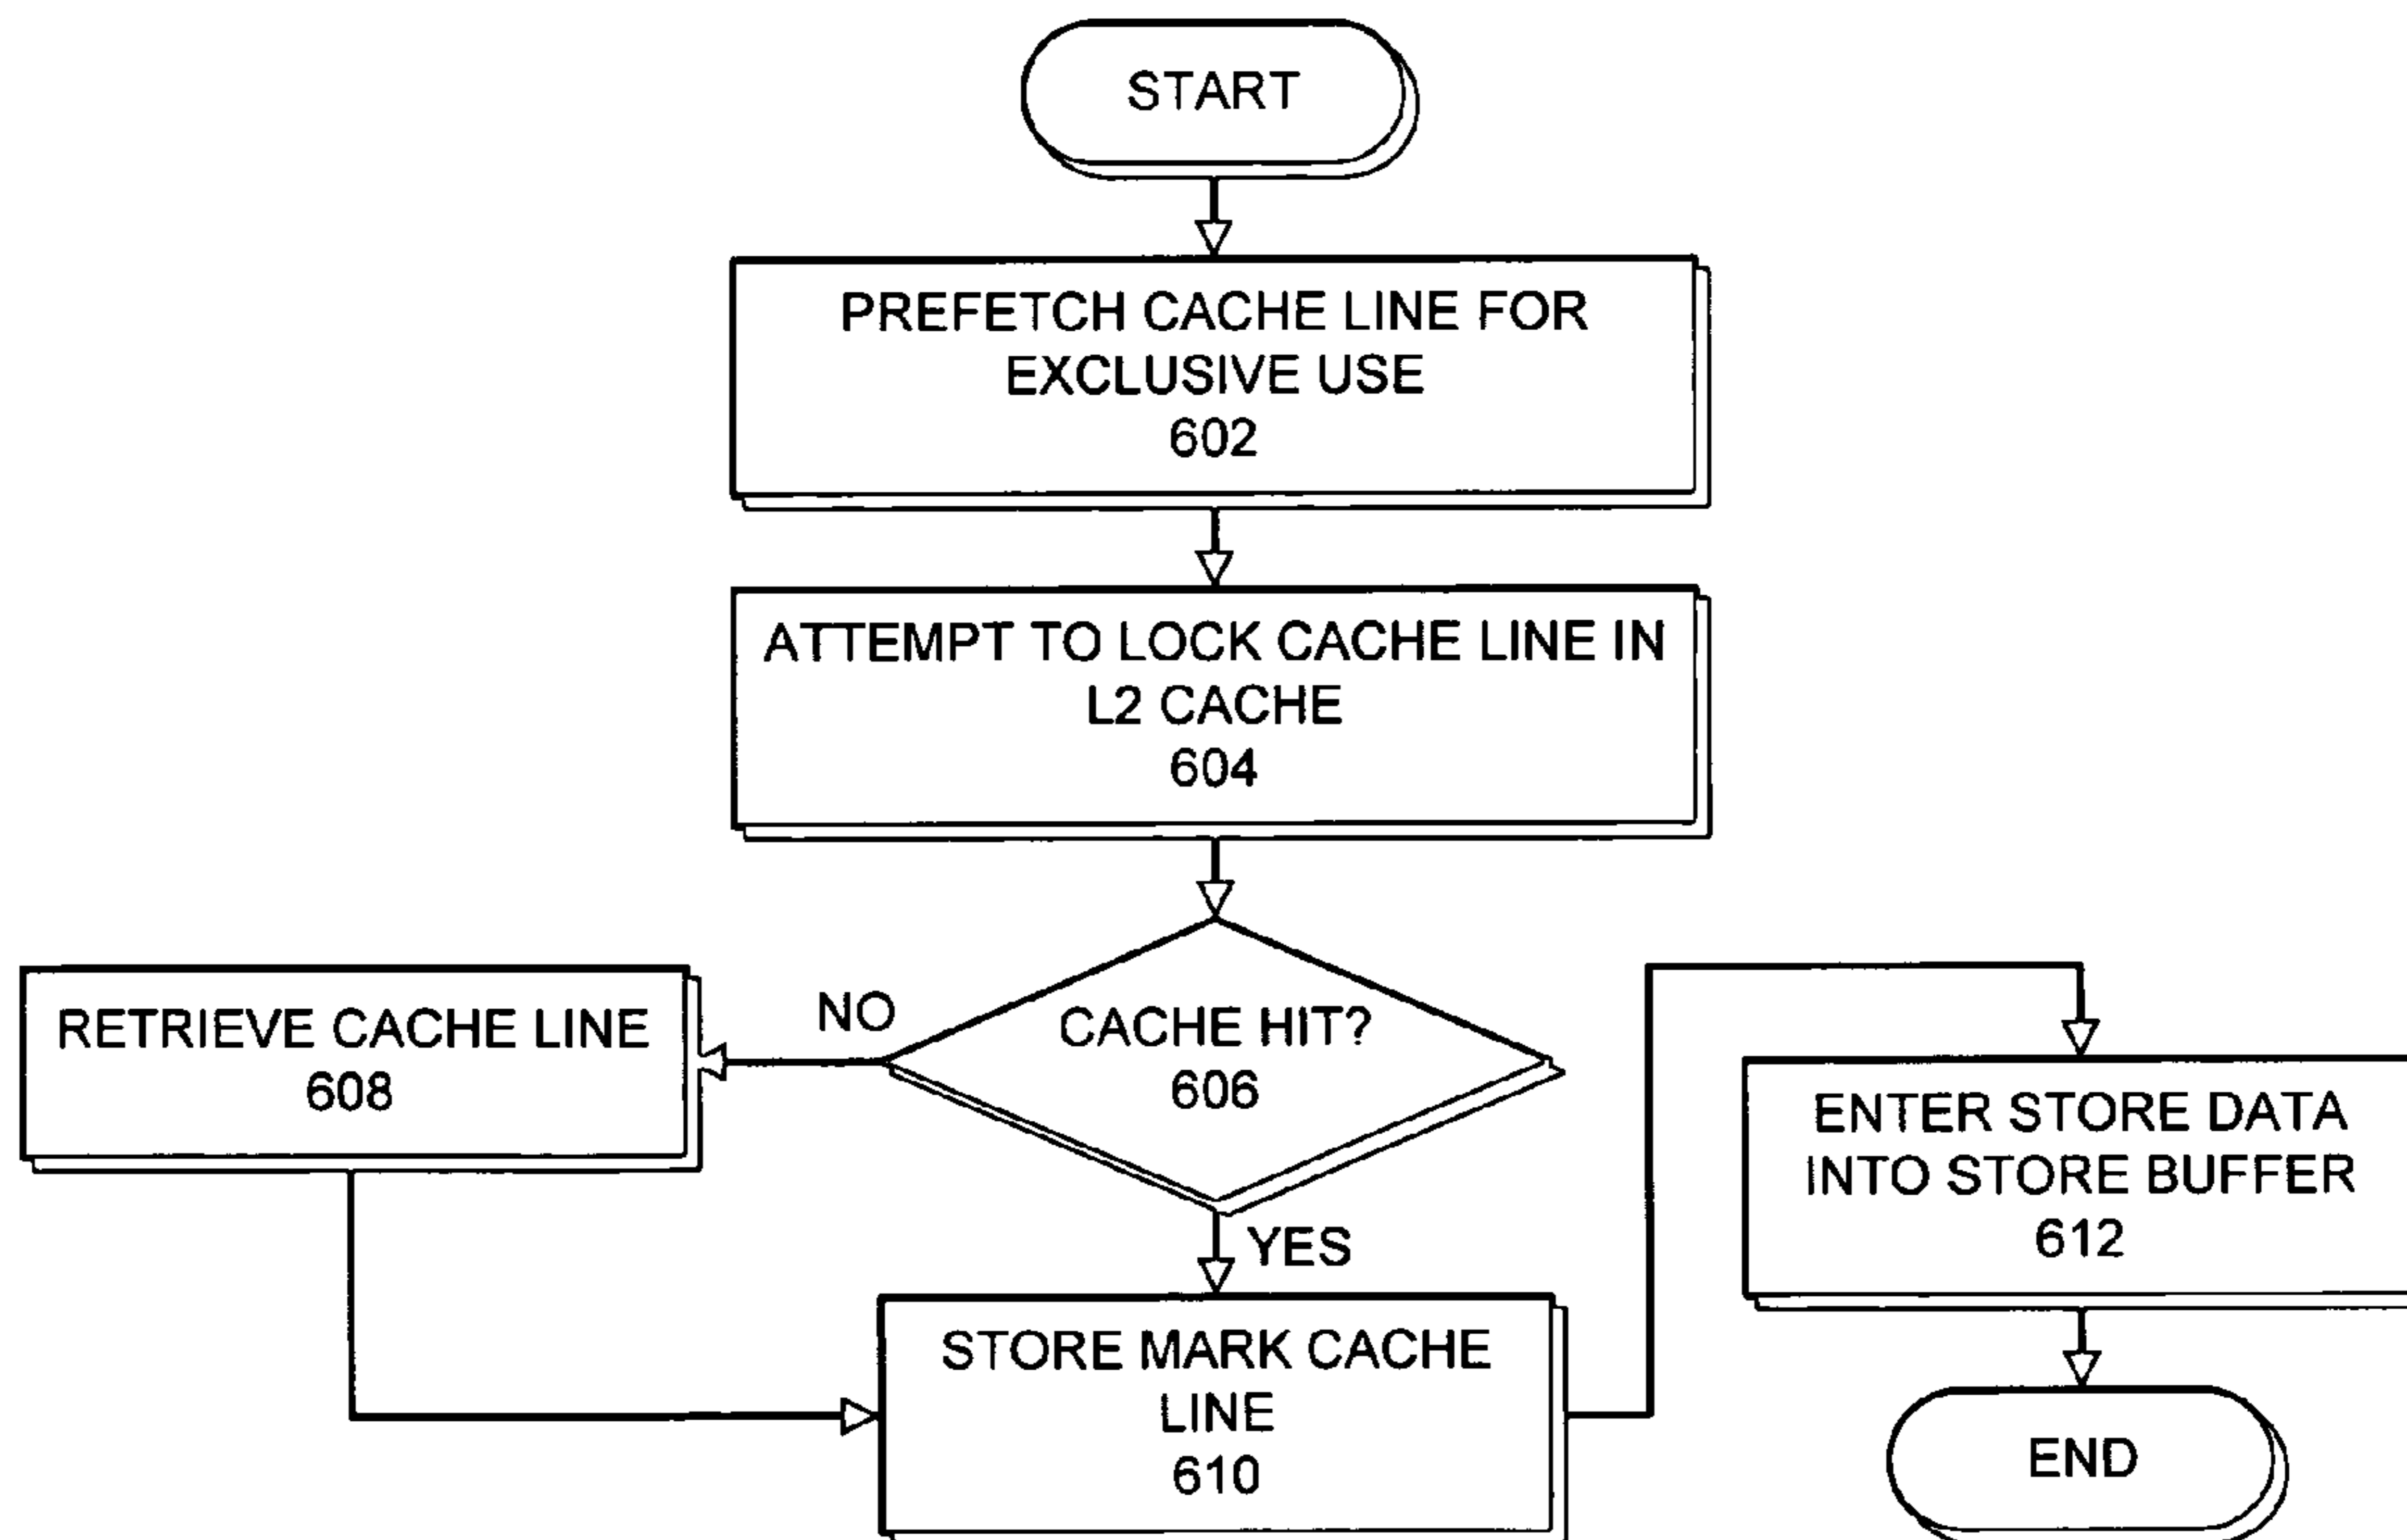 START
PREFETCH CACHE LINE FOR
EXCLUSIVE USE
602
ATTEMPT TO LOCK CACHE LINE IN
L2 CACHE
604
CACHE HIT?
606
NO
RETRIEVE CACHE LINE
608
YES
STORE MARK CACHE
LINE
610
ENTER STORE DATA
INTO STORE BUFFER
612
END